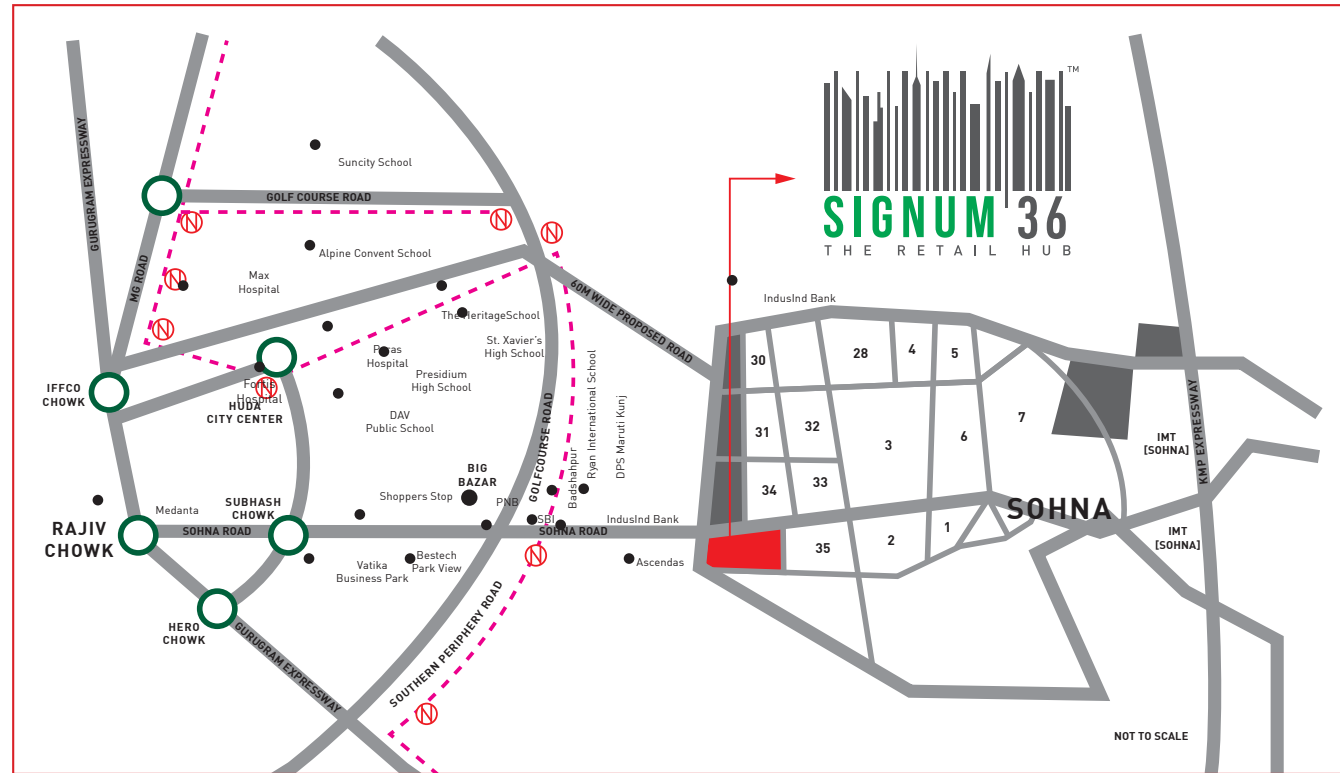 GURUGRAM EXPRESSWAY
MG ROAD
Suncity School
GOLF COURSE ROAD
Alpine Convent School
Max
Hospital
The HeritageSchool
St. Xavier's
High School
Paras
Hospital
Presidium
High School
Fortis
Hospital
HUDA
CITY CENTER
IFFCO
CHOWK
DAV
Public School
BIG
BAZAR
Shoppers Stop
PNB
SBI
GOLFCOURSE ROAD
Badshahpur
Ryan International School
DPS Maruti Kunj
60M WIDE PROPOSED ROAD
SUBHASH
CHOWK
Medanta
RAJIV
CHOWK
SOHNA ROAD
SOHNA ROAD
IndusInd Bank
Vatika
Business Park
Bestech
Park View
Ascendas
HERO
CHOWK
GURUGRAM EXPRESSWAY
SOUTHERN PERIPHERY ROAD
TM
SIGNUM 36
THE RETAIL HUB
IndusInd Bank
30
28
4
5
31
32
3
6
7
34
33
35
2
1
SOHNA
IMT
[SOHNA]
IMT
[SOHNA]
KMP EXPRESSWAY
NOT TO SCALE